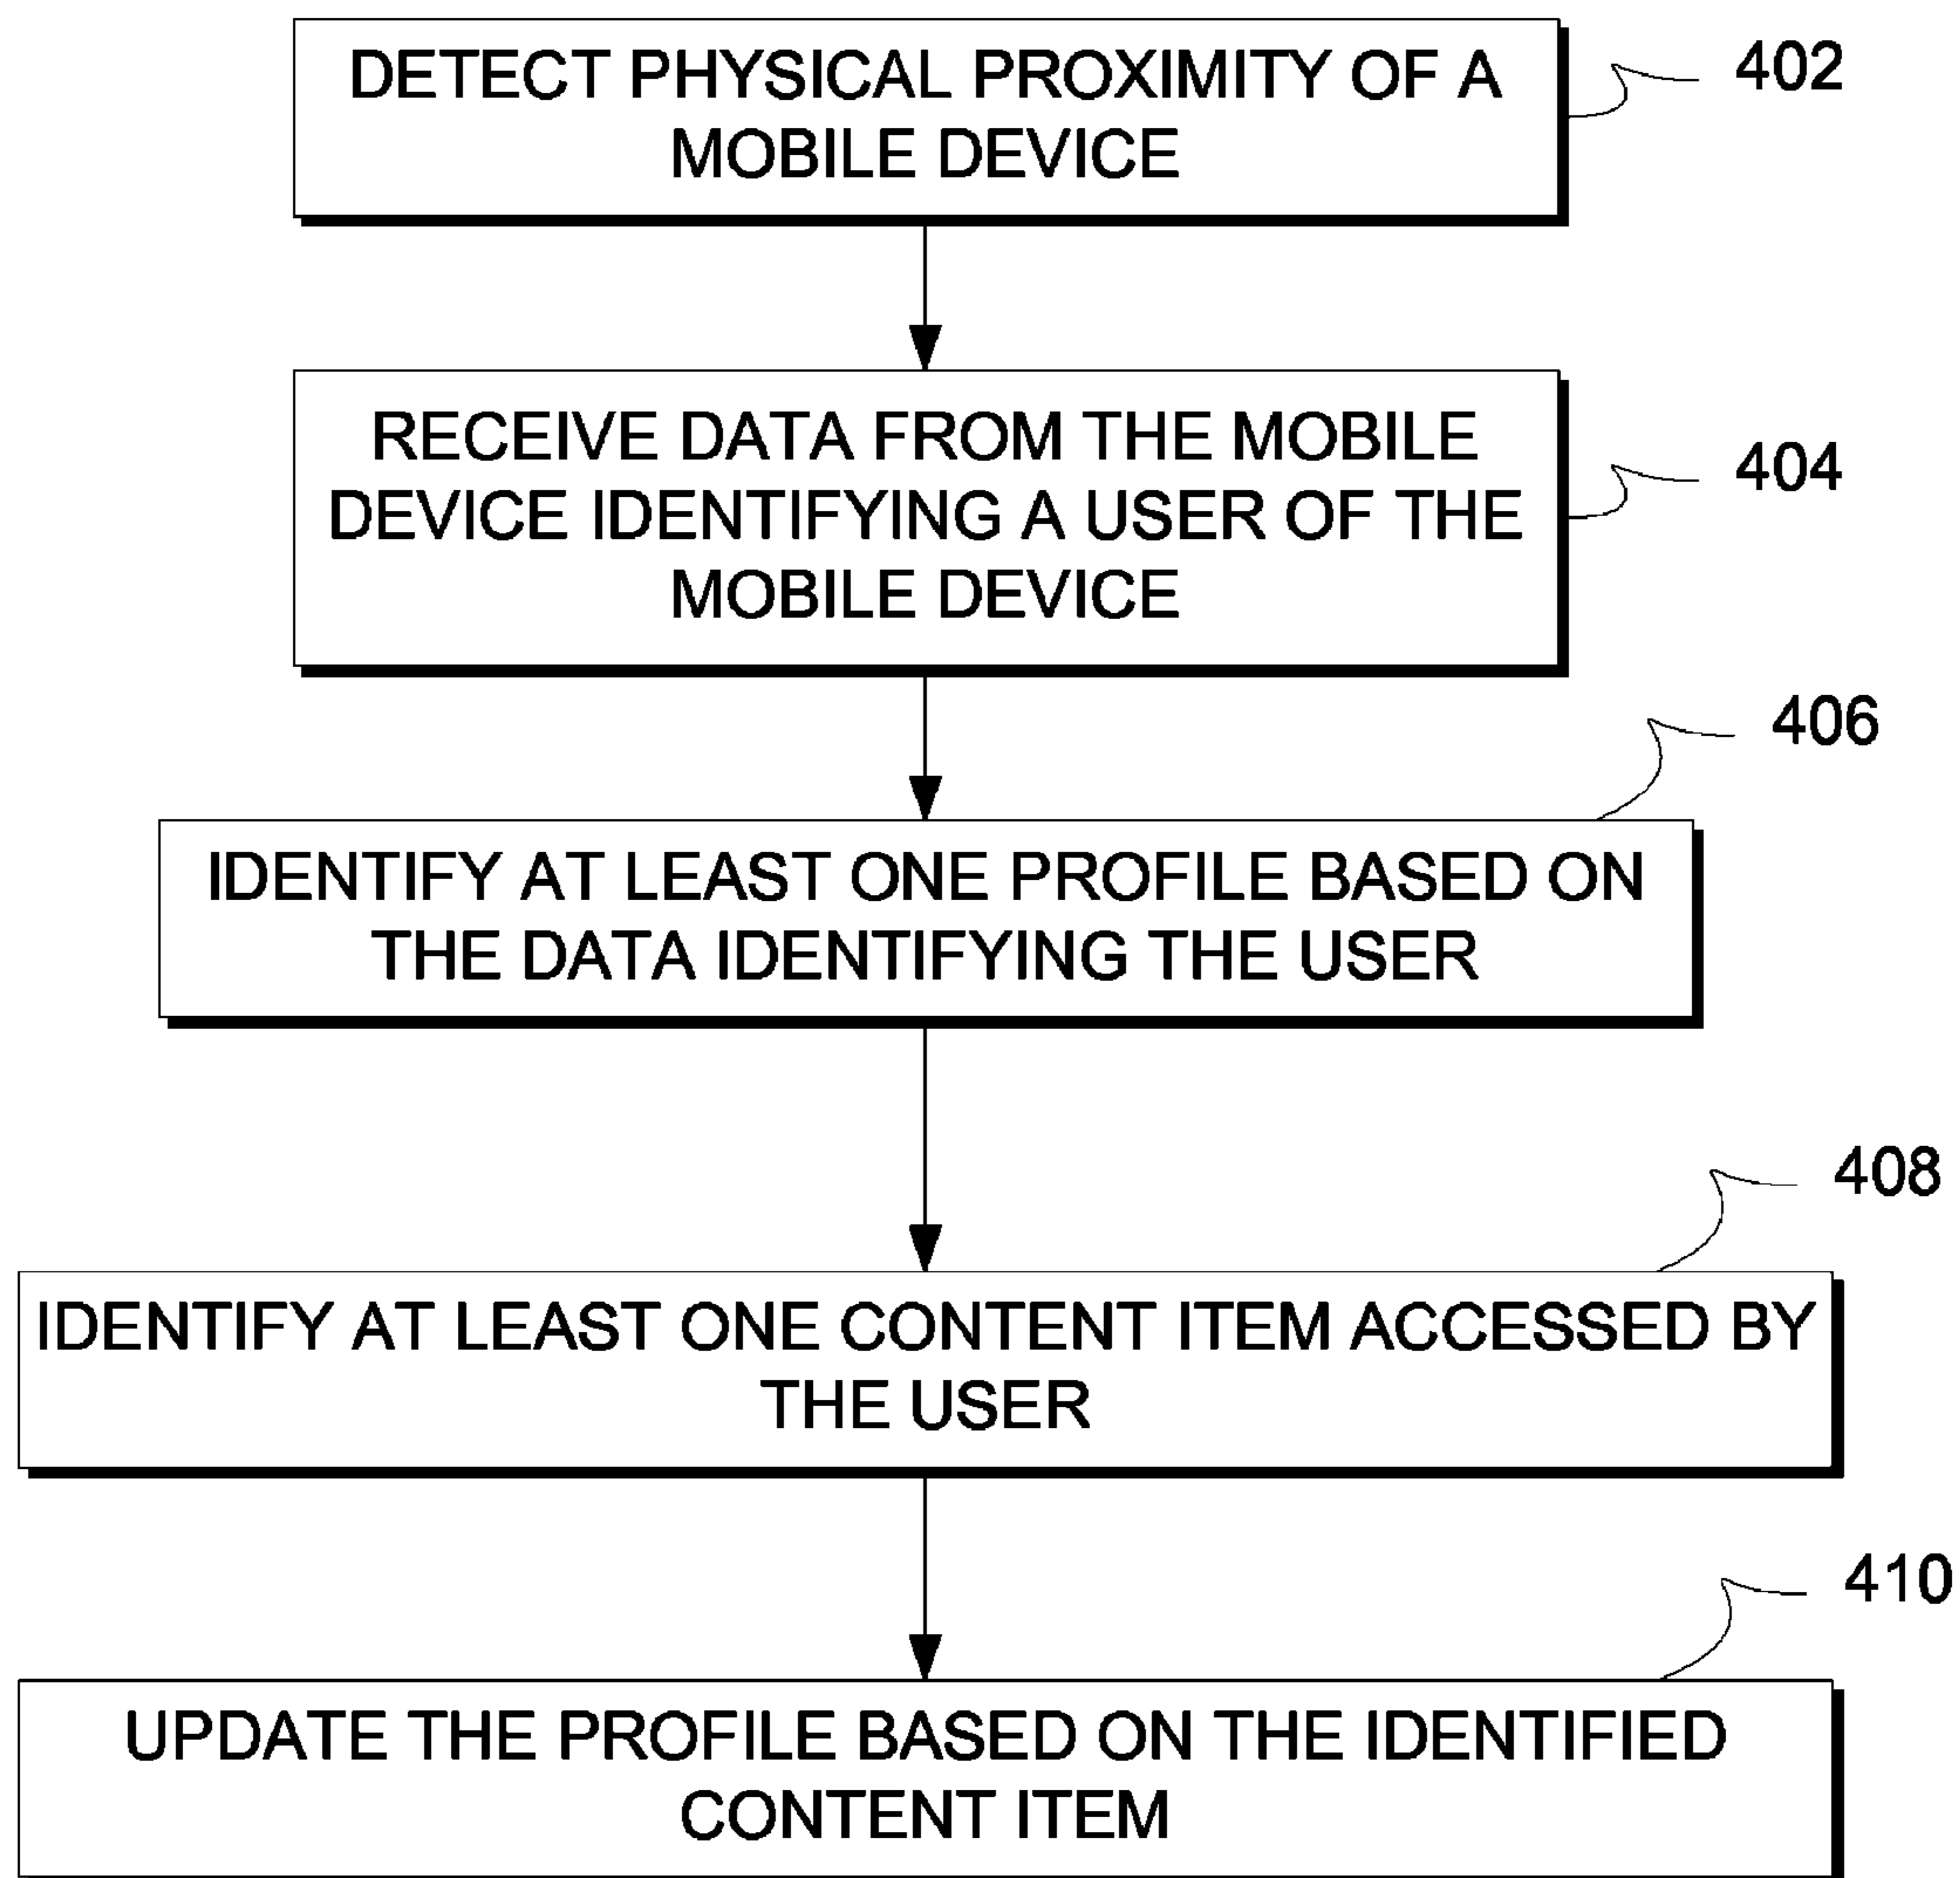 DETECT PHYSICAL PROXIMITY OF A
MOBILE DEVICE
402
RECEIVE DATA FROM THE MOBILE
DEVICE IDENTIFYING A USER OF THE
MOBILE DEVICE
404
406
IDENTIFY AT LEAST ONE PROFILE BASED ON
THE DATA IDENTIFYING THE USER
408
IDENTIFY AT LEAST ONE CONTENT ITEM ACCESSED BY
THE USER
410
UPDATE THE PROFILE BASED ON THE IDENTIFIED
CONTENT ITEM